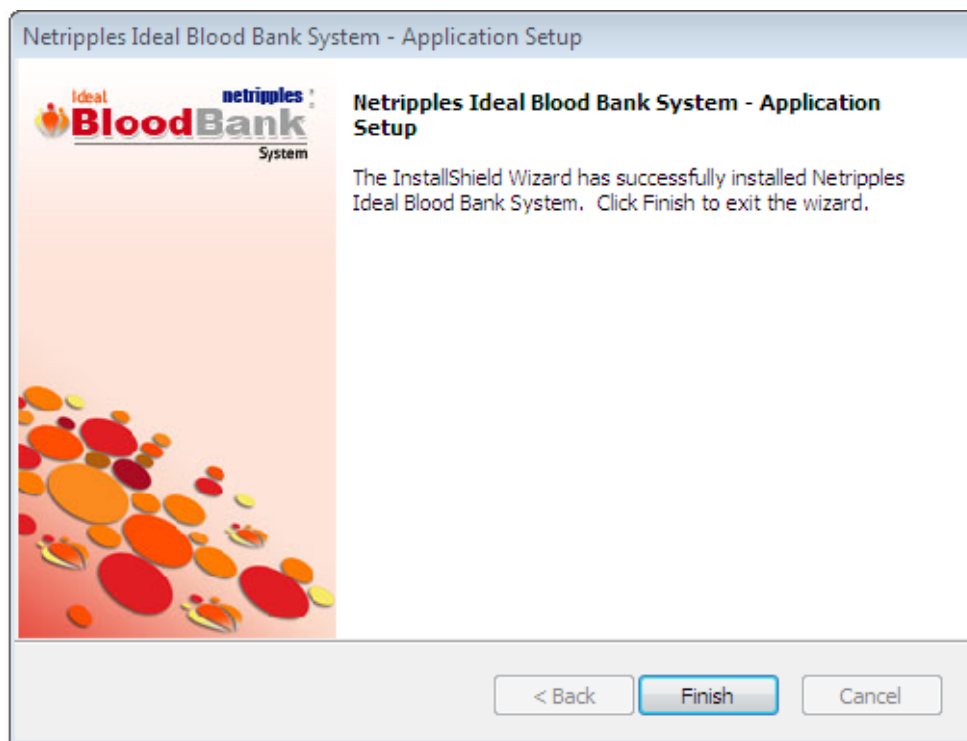 Netripples Ideal Blood Bank System - Application Setup
Ideal netripples
BloodBank
System
Netripples Ideal Blood Bank System - Application
Setup
The InstallShield Wizard has successfully installed Netripples
Ideal Blood Bank System.  Click Finish to exit the wizard.
< Back
Finish
Cancel